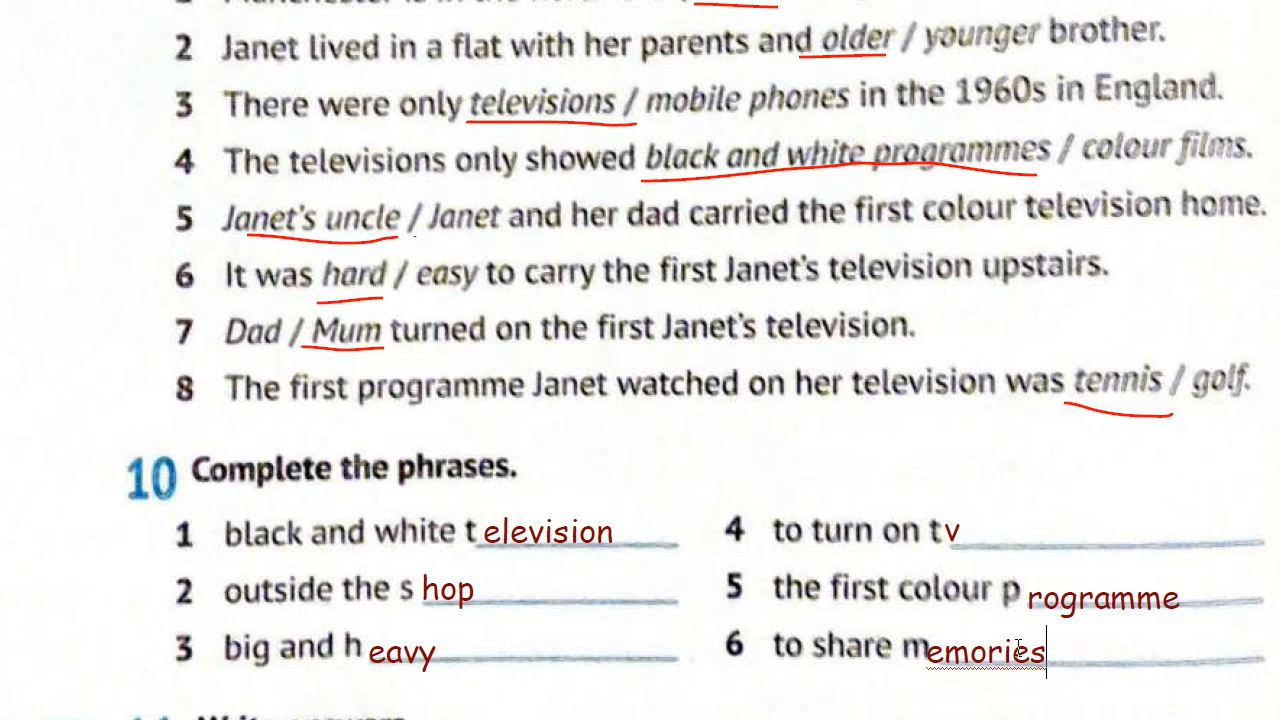 2 Janet lived in a flat with her parents and older / younger brother.
3 There were only televisions / mobile phones in the 1960s in England.
4 The televisions only showed black and white programmes / colour films.
5 Janet's uncle / Janet and her dad carried the first colour television home.
6 It was hard / easy to carry the first Janet's television upstairs.
7 Dad / Mum turned on the first Janet's television.
8 The first programme Janet watched on her television was tennis / golf.
10 Complete the phrases.
1 black and white television
2 outside the shop
3 big and heavy
4 to turn on tv
5 the first colour programme
6 to share memories